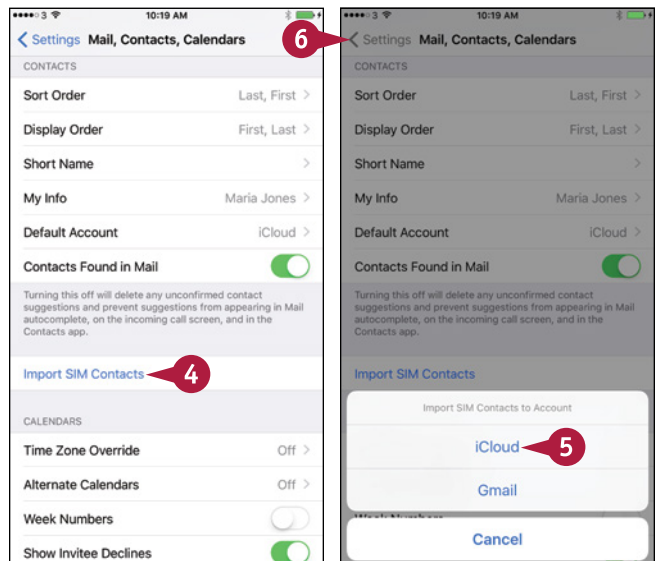 3 10:19 AM
Settings Mail, Contacts, Calendars
CONTACTS
Sort Order Last, First
Display Order First, Last
Short Name
My Info Maria Jones
Default Account iCloud
Contacts Found in Mail
Turning this off will delete any unconfirmed contact
suggestions and prevent suggestions from appearing in Mail
autocomplete, on the incoming call screen, and in the
Contacts app.
Import SIM Contacts 4
CALENDARS
Time Zone Override Off
Alternate Calendars Off
Week Numbers
Show Invitee Declines
3 10:19 AM
6 Settings Mail, Contacts, Calendars
CONTACTS
Sort Order Last, First
Display Order First, Last
Short Name
My Info Maria Jones
Default Account iCloud
Contacts Found in Mail
Turning this off will delete any unconfirmed contact
suggestions and prevent suggestions from appearing in Mail
autocomplete, on the incoming call screen, and in the
Contacts app.
Import SIM Contacts
Import SIM Contacts to Account
iCloud 5
Gmail
Cancel